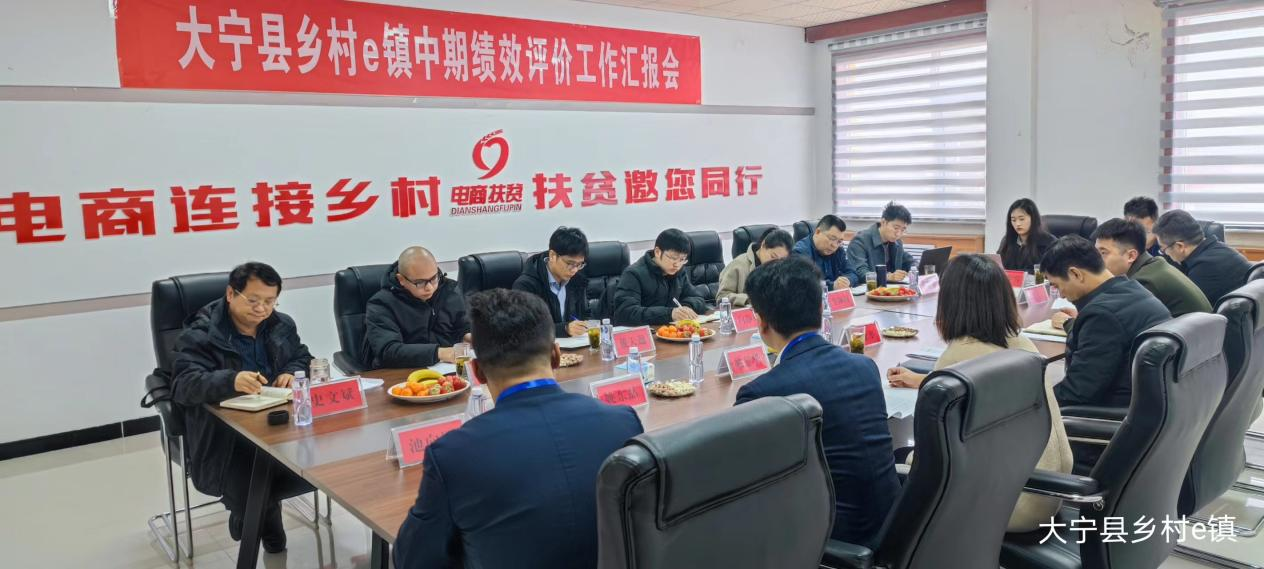 大宁县乡村e镇中期绩效评价工作汇报会
电商连接乡村 电商扶贫 扶贫邀您同行
DIANSHANGFUPIN
史文斌
大宁县乡村e镇